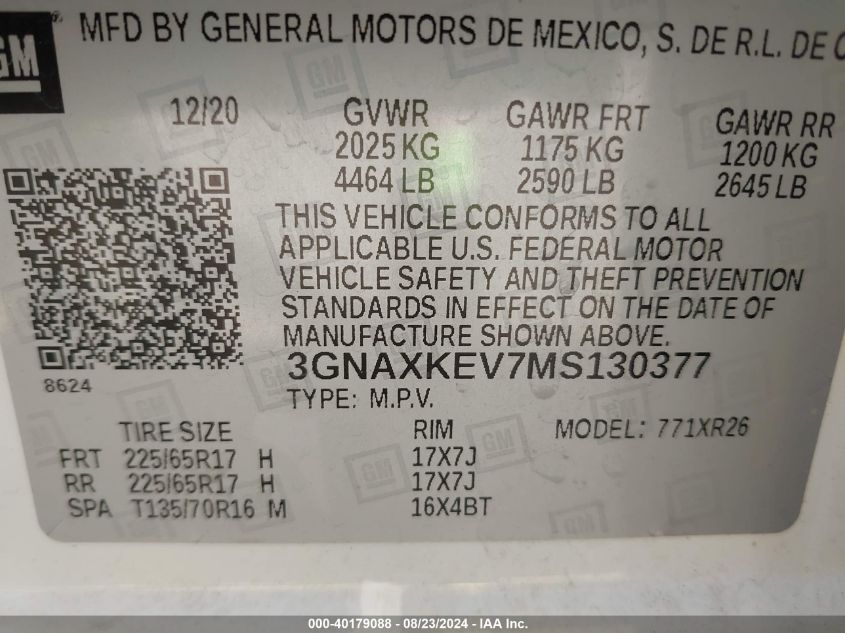 GM
MFD BY GENERAL MOTORS DE MEXICO, S. DE R.L. DE C
12/20 GVWR GAWR FRT GAWR RR
2025 KG 1175 KG 1200 KG
4464 LB 2590 LB 2645 LB
THIS VEHICLE CONFORMS TO ALL
APPLICABLE U.S. FEDERAL MOTOR
VEHICLE SAFETY AND THEFT PREVENTION
STANDARDS IN EFFECT ON THE DATE OF
MANUFACTURE SHOWN ABOVE.
3GNAXKEV7MS130377
8624
TYPE: M.P.V.
TIRE SIZE RIM MODEL: 771XR26
FRT 225/65R17 H 17X7J
RR 225/65R17 H 17X7J
SPA T135/70R16 M 16X4BT
000-40179088 - 08/23/2024 - IAA Inc.